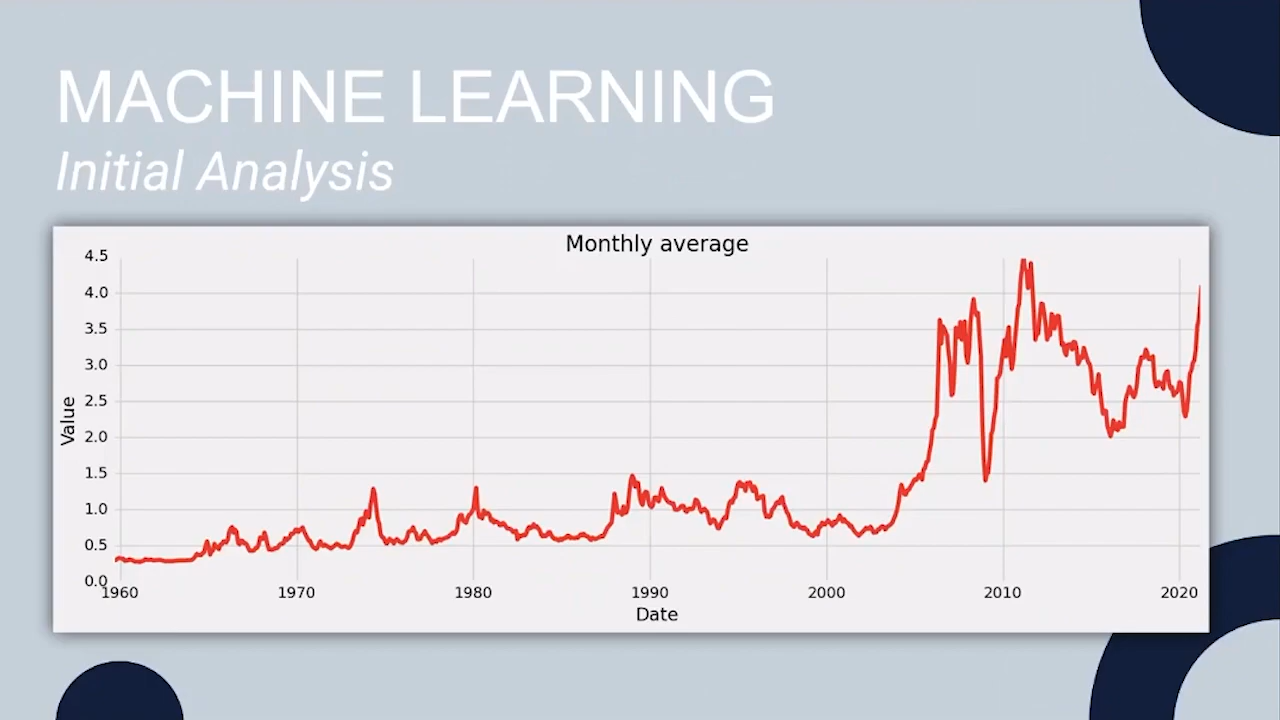 MACHINE LEARNING
Initial Analysis
Monthly average
4.5
4.0
3.5
3.0
2.5
2.0
1.5
1.0
0.5
0.0
Value
1960 1970 1980 1990 2000 2010 2020
Date